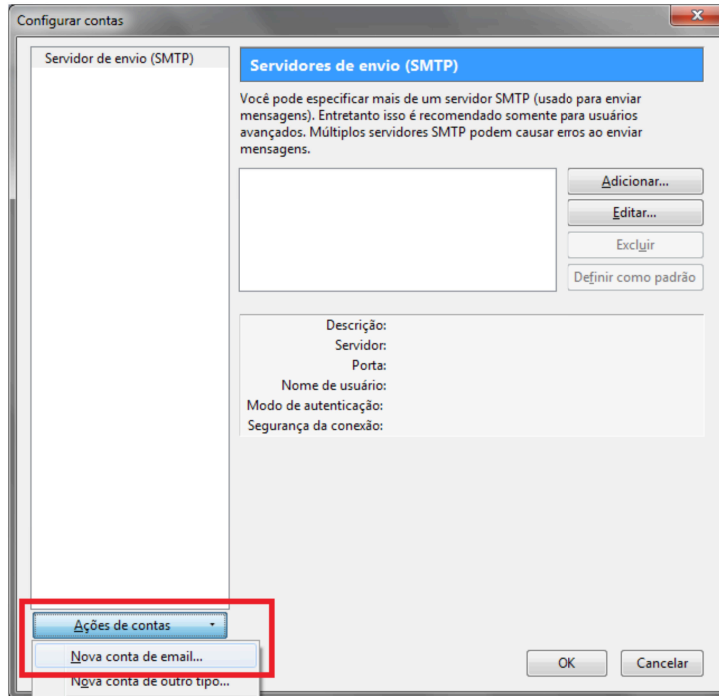 Configurar contas
Servidor de envio (SMTP)
Servidores de envio (SMTP)
Você pode especificar mais de um servidor SMTP (usado para enviar
mensagens). Entretanto isso é recomendado somente para usuários
avançados. Múltiplos servidores SMTP podem causar erros ao enviar
mensagens.
Adicionar...
Editar...
Excluir
Definir como padrão
Descrição:
Servidor:
Porta:
Nome de usuário:
Modo de autenticação:
Segurança da conexão:
Ações de contas
Nova conta de email...
Nova conta de outro tipo...
OK
Cancelar